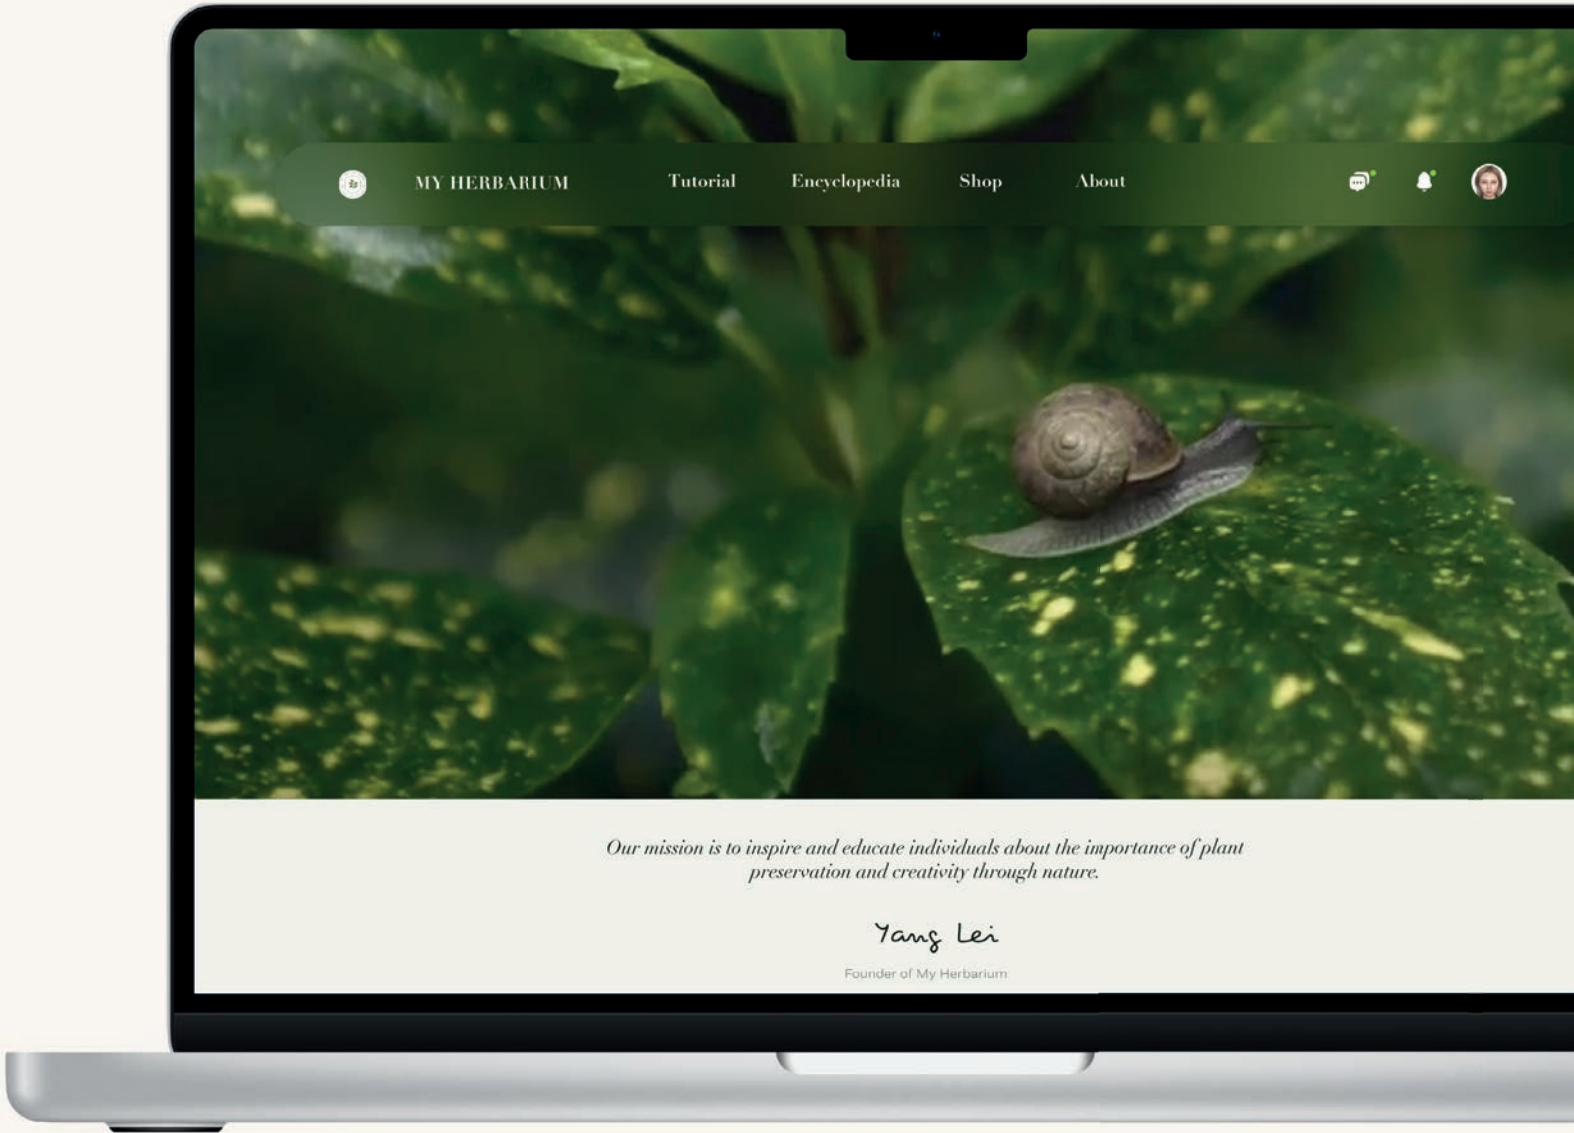 MY HERBARIUM Tutorial Encyclopedia Shop About
Our mission is to inspire and educate individuals about the importance of plant
preservation and creativity through nature.
Yang Lei
Founder of My Herbarium